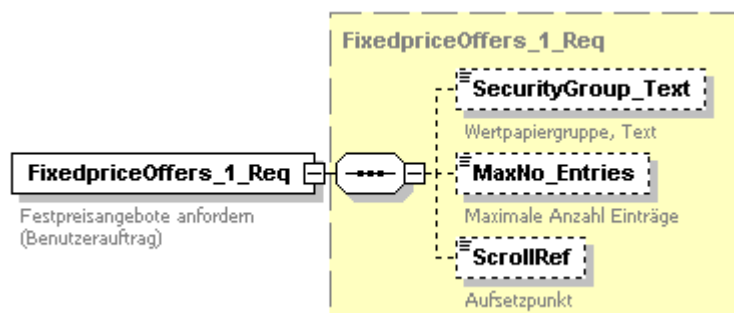 FixedpriceOffers_1_Req
SecurityGroup_Text
Wertpapiergruppe, Text
FixedpriceOffers_1_Req
Festpreisangebote anfordern
(Benutzerauftrag)
MaxNo_Entries
Maximale Anzahl Einträge
ScrollRef
Aufsetzpunkt